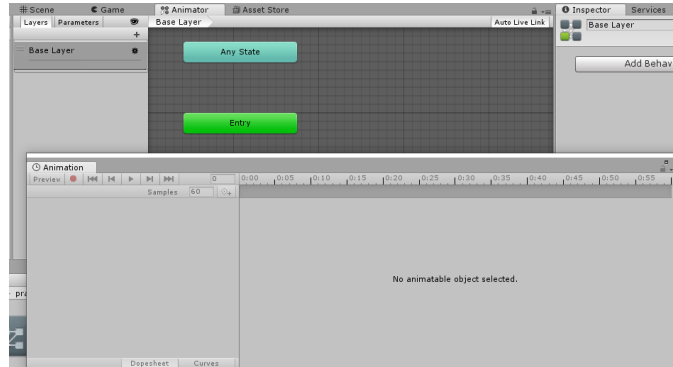 Scene Game Animator Asset Store Inspector Services
Layers Parameters Base Layer Auto Live Link Base Layer
+
Base Layer Any State
Add Behav
Entry
Animation
Preview 0 0:00 0:05 0:10 0:15 0:20 0:25 0:30 0:35 0:40 0:45 0:50 0:55
Samples 60
No animatable object selected.
pra
Dopesheet Curves